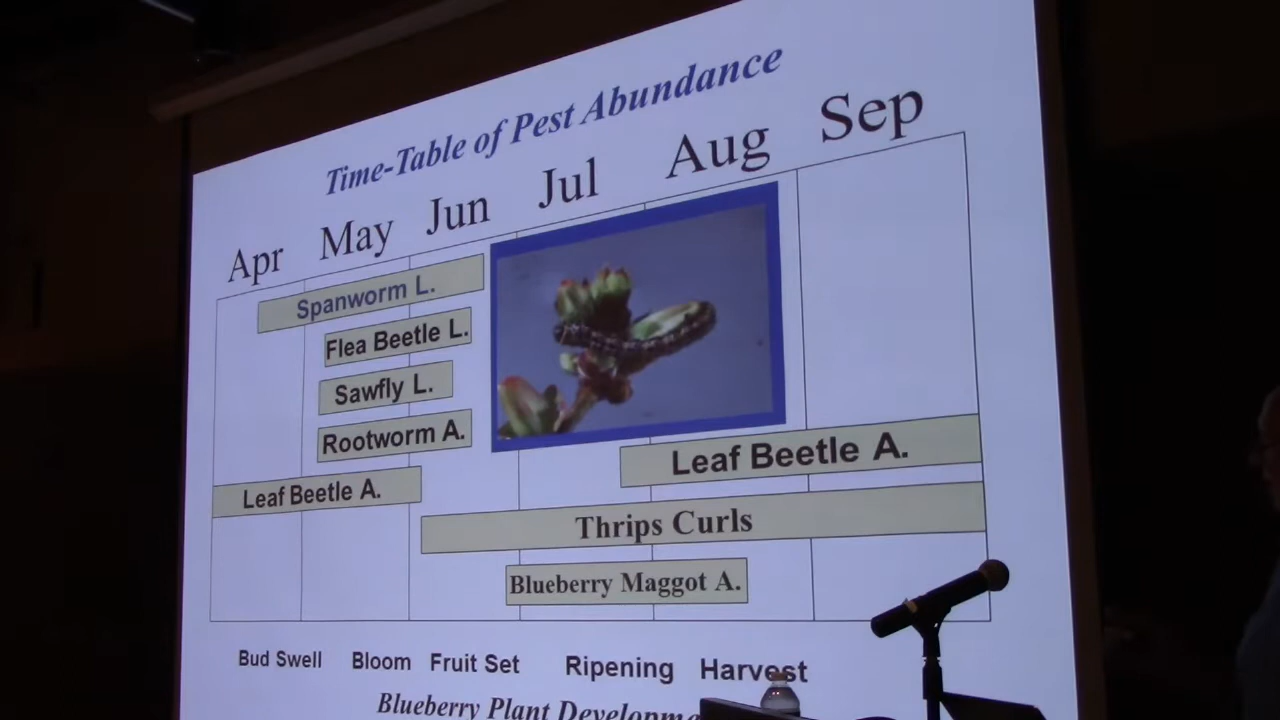 Time-Table of Pest Abundance
Apr May Jun Jul Aug Sep
Spanworm L.
Flea Beetle L.
Sawfly L.
Rootworm A.
Leaf Beetle A.
Leaf Beetle A.
Thrips Curls
Blueberry Maggot A.
Bud Swell Bloom Fruit Set Ripening Harvest
Blueberry Plant Developm